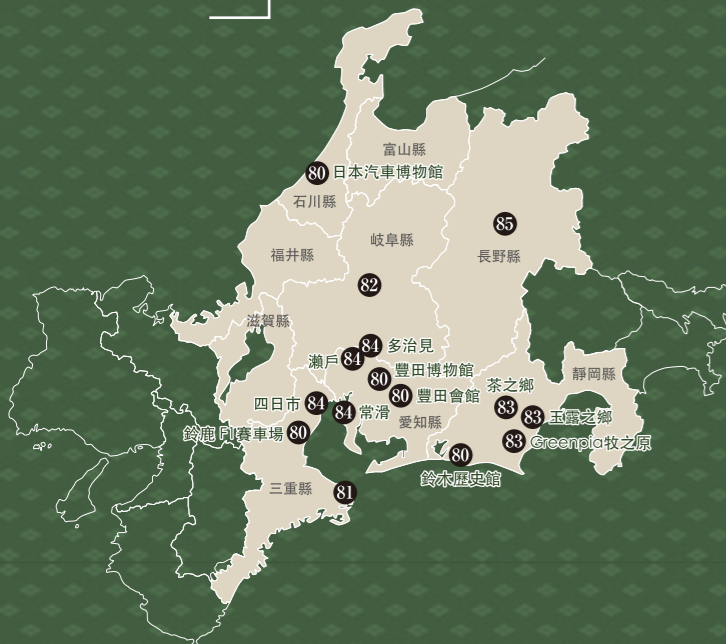 富山縣
80 日本汽車博物館
石川縣
85
岐阜縣
福井縣
長野縣
82
滋賀縣
84 多治見
瀨戶 84
豐田博物館
靜岡縣
80
茶之鄉
80 豐田會館
四日市 84
84 常滑
83
83 玉露之鄉
愛知縣
鈴鹿 F1賽車場 80
83 Greenpia牧之原
80
鈴木歷史館
三重縣
81